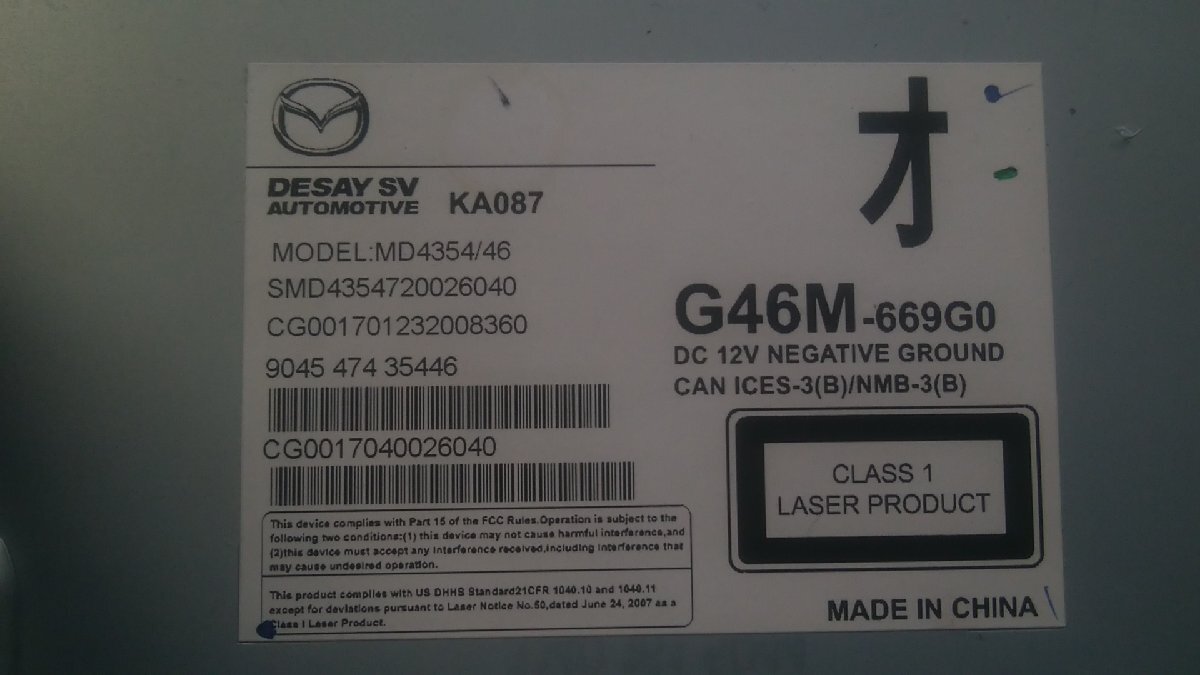 DESAY SV
AUTOMOTIVE KA087
MODEL:MD4354/46
SMD4354720026040
CG001701232008360
9045 474 35446
CG0017040026040
This device complies with Part 15 of the FCC Rules.Operation is subject to the
following two conditions:(1) this device may not cause harmful interference,and
(2)this device must accept any interference received,including interference that
may cause undesired operation.
This product complies with US DHHS Standard21CFR 1040.10 and 1040.11
except for deviations pursuant to Laser Notice No.50,dated June 24, 2007 as a
Class I Laser Product.
才
G46M-669G0
DC 12V NEGATIVE GROUND
CAN ICES-3(B)/NMB-3(B)
CLASS 1
LASER PRODUCT
MADE IN CHINA